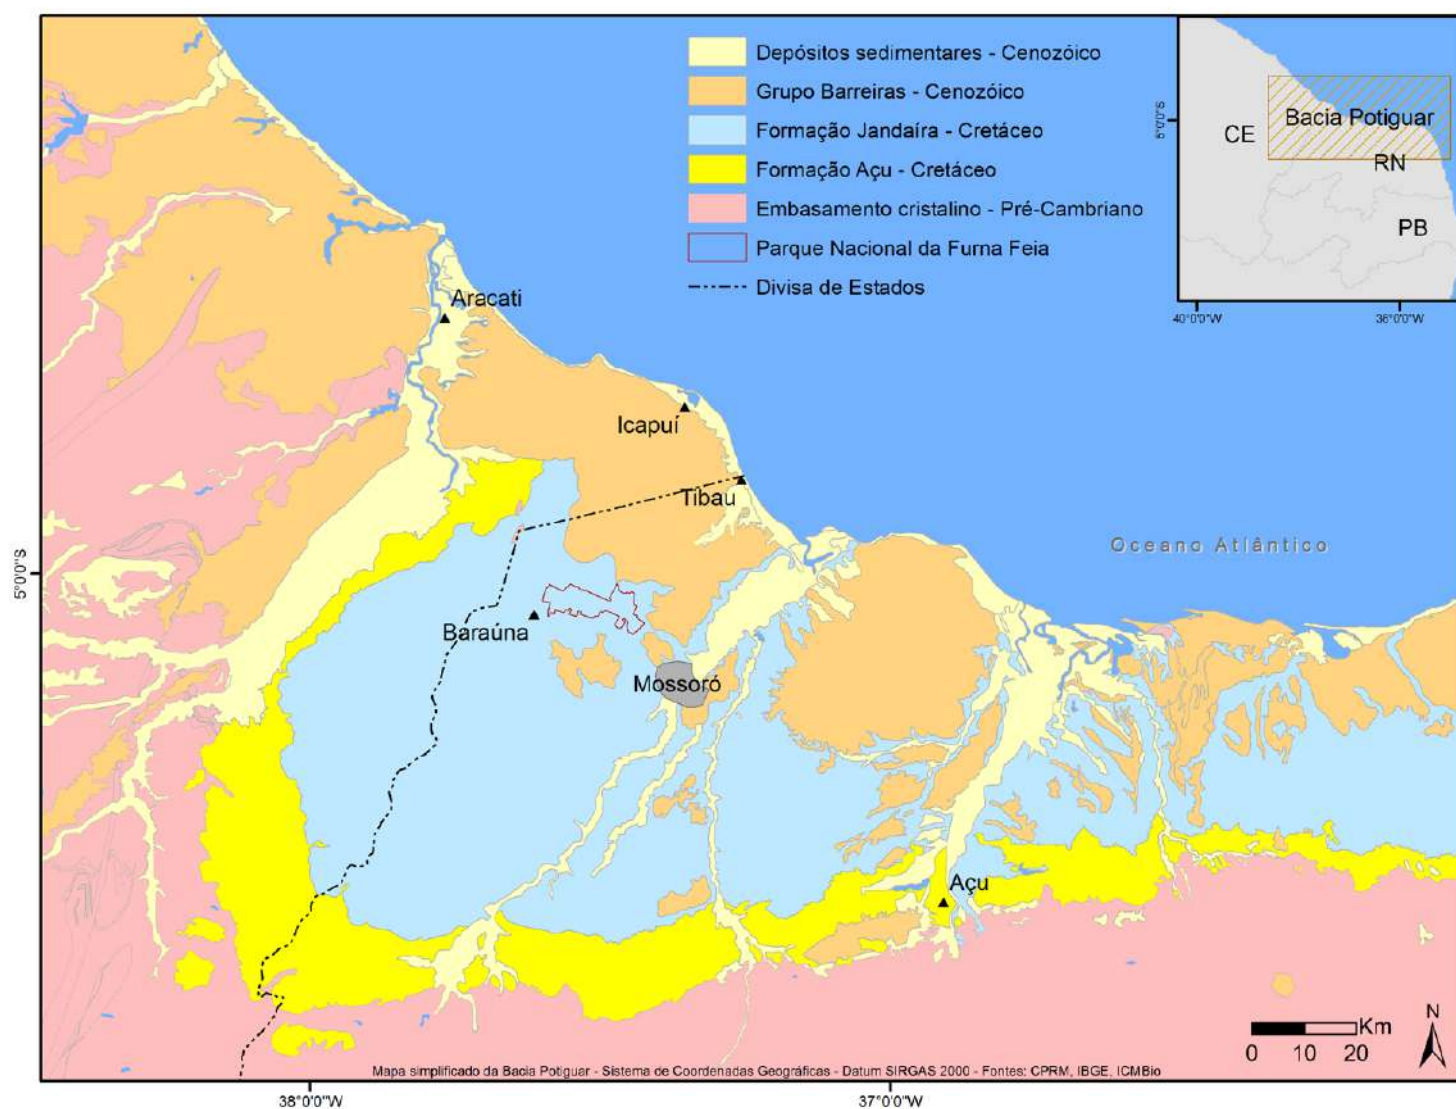 Depósitos sedimentares - Cenozóico
Grupo Barreiras - Cenozóico
Formação Jandaíra - Cretáceo
Formação Açu - Cretáceo
Embasamento cristalino - Pré-Cambriano
Parque Nacional da Furna Feia
Divisa de Estados
Bacia Potiguar
CE
RN
PB
5°0'0"S
40°0'0"W
36°0'0"W
Aracati
Icapuí
Tibau
Oceano Atlântico
5°0'0"S
Baraúna
Mossoró
Açu
N
Km
0 10 20
Mapa simplificado da Bacia Potiguar - Sistema de Coordenadas Geográficas - Datum SIRGAS 2000 - Fontes: CPRM, IBGE, ICMBio
38°0'0"W
37°0'0"W